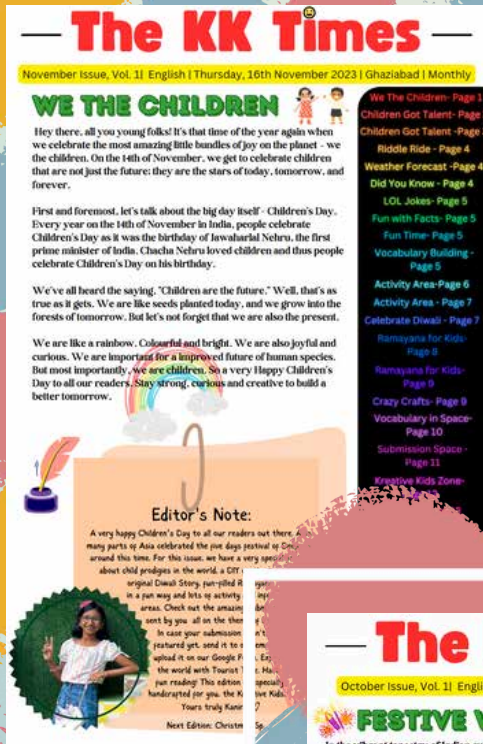 The KK Times
November Issue, Vol. 1| English | Thursday, 16th November 2023 | Ghaziabad | Monthly
WE THE CHILDREN
Hey there, all you young folks! It's that time of the year again when
we celebrate the most amazing little bundles of joy on the planet - we
the children. On the 14th of November, we get to celebrate children
that are not just the future; they are the stars of today, tomorrow, and
forever.
First and foremost, let's talk about the big day itself - Children's Day.
Every year on the 14th of November in India, people celebrate
Children's Day as it was the birthday of Jawaharlal Nehru, the first
prime minister of India. Chacha Nehru loved children and thus people
celebrate Children's Day on his birthday.
We've all heard the saying, "Children are the future." Well, that's as
true as it gets. We are like seeds planted today, and we grow into the
forests of tomorrow. But let's not forget that we are also the present.
We are like a rainbow. Colourful and bright. We are also joyful and
curious. We are important for a improved future of human species.
But most importantly, we are children. So a very Happy Children's
Day to all our readers. Stay strong, curious and creative to build a
better tomorrow.
We The Children- Page 1
Children Got Talent- Page
Children Got Talent -Page
Riddle Ride - Page 4
Weather Forecast -Page 4
Did You Know - Page 4
LOL Jokes- Page 5
Fun with Facts- Page 5
Fun Time- Page 5
Vocabulary Building -
Page 5
Activity Area-Page 6
Activity Area - Page 7
Celebrate Diwali - Page 7
Ramayana for Kids-
Page 8
Ramayana for Kids-
Page 9
Crazy Crafts- Page 9
Vocabulary in Space-
Page 10
Submission Space -
Page 11
Kreative Kids Zone-
Editor's Note:
A very happy Children's Day to all our readers out there.
many parts of Asia celebrated the five days festival of
around this time. For this issue, we have a very
about child prodigies in the world, a DIY
original Diwali Story, fun-filled
in a fun way and lots of activity
areas. Check out the amazing
sent by you all on the
In case your submission
featured yet, send it to
upload it on our Google
the world with Tourist
fun reading! This edition
handcrafted for you, the
Yours truly
Next Edition:
The
October Issue, Vol. 1|
FESTIVE